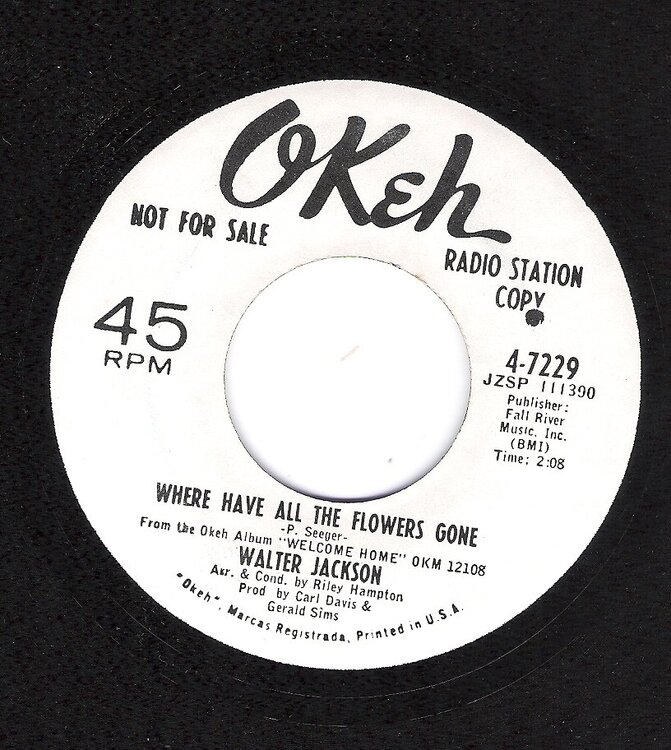 OKeh
NOT FOR SALE
RADIO STATION
COPY
45
RPM
4-7229
JZSP 111390
Publisher:
Fall River
Music, Inc.
(BMI)
Time: 2:08
WHERE HAVE ALL THE FLOWERS GONE
-P. Seeger-
From the Okeh Album "WELCOME HOME" OKM 12108
WALTER JACKSON
Arr. & Cond. by Riley Hampton
Prod by Carl Davis &
Gerald Sims
"Okeh", Marcas Registrada, Printed in U.S.A.